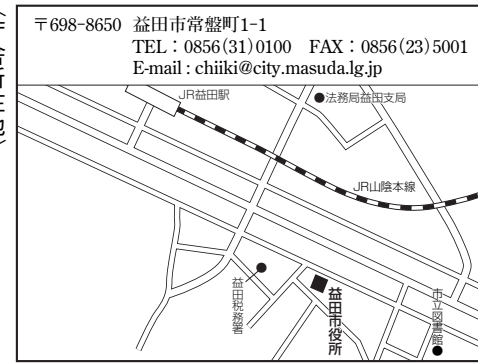 〒698-8650 益田市常盤町1-1
TEL：0856(31)0100 FAX：0856(23)5001
E-mail : chiiki@city.masuda.lg.jp
JR益田駅
●法務局益田支局
JR山陰本線
益田税務署
益田市役所
市立図書館